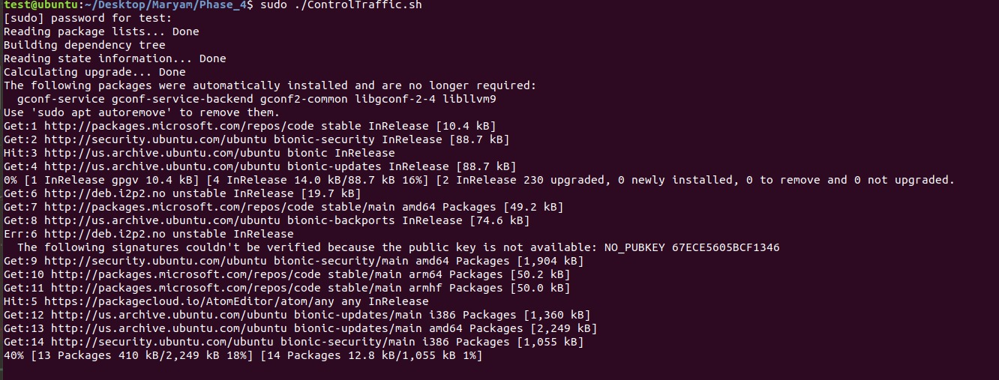 test@ubuntu:~/Desktop/Maryam/Phase_4$ sudo ./ControlTraffic.sh
[sudo] password for test:
Reading package lists... Done
Building dependency tree
Reading state information... Done
Calculating upgrade... Done
The following packages were automatically installed and are no longer required:
  gconf-service gconf-service-backend gconf2-common libgconf-2-4 libllvm9
Use 'sudo apt autoremove' to remove them.
Get:1 http://packages.microsoft.com/repos/code stable InRelease [10.4 kB]
Get:2 http://security.ubuntu.com/ubuntu bionic-security InRelease [88.7 kB]
Hit:3 http://us.archive.ubuntu.com/ubuntu bionic InRelease
Get:4 http://us.archive.ubuntu.com/ubuntu bionic-updates InRelease [88.7 kB]
0% [1 InRelease gpgv 10.4 kB] [4 InRelease 14.0 kB/88.7 kB 16%] [2 InRelease 230 upgraded, 0 newly installed, 0 to remove and 0 not upgraded.
Get:6 http://deb.i2p2.no unstable InRelease [19.7 kB]
Get:7 http://packages.microsoft.com/repos/code stable/main amd64 Packages [49.2 kB]
Get:8 http://us.archive.ubuntu.com/ubuntu bionic-backports InRelease [74.6 kB]
Err:6 http://deb.i2p2.no unstable InRelease
  The following signatures couldn't be verified because the public key is not available: NO_PUBKEY 67ECE5605BCF1346
Get:9 http://security.ubuntu.com/ubuntu bionic-security/main amd64 Packages [1,904 kB]
Get:10 http://packages.microsoft.com/repos/code stable/main arm64 Packages [50.2 kB]
Get:11 http://packages.microsoft.com/repos/code stable/main armhf Packages [50.0 kB]
Hit:5 https://packagecloud.io/AtomEditor/atom/any any InRelease
Get:12 http://us.archive.ubuntu.com/ubuntu bionic-updates/main i386 Packages [1,360 kB]
Get:13 http://us.archive.ubuntu.com/ubuntu bionic-updates/main amd64 Packages [2,249 kB]
Get:14 http://security.ubuntu.com/ubuntu bionic-security/main i386 Packages [1,055 kB]
40% [13 Packages 410 kB/2,249 kB 18%] [14 Packages 12.8 kB/1,055 kB 1%]